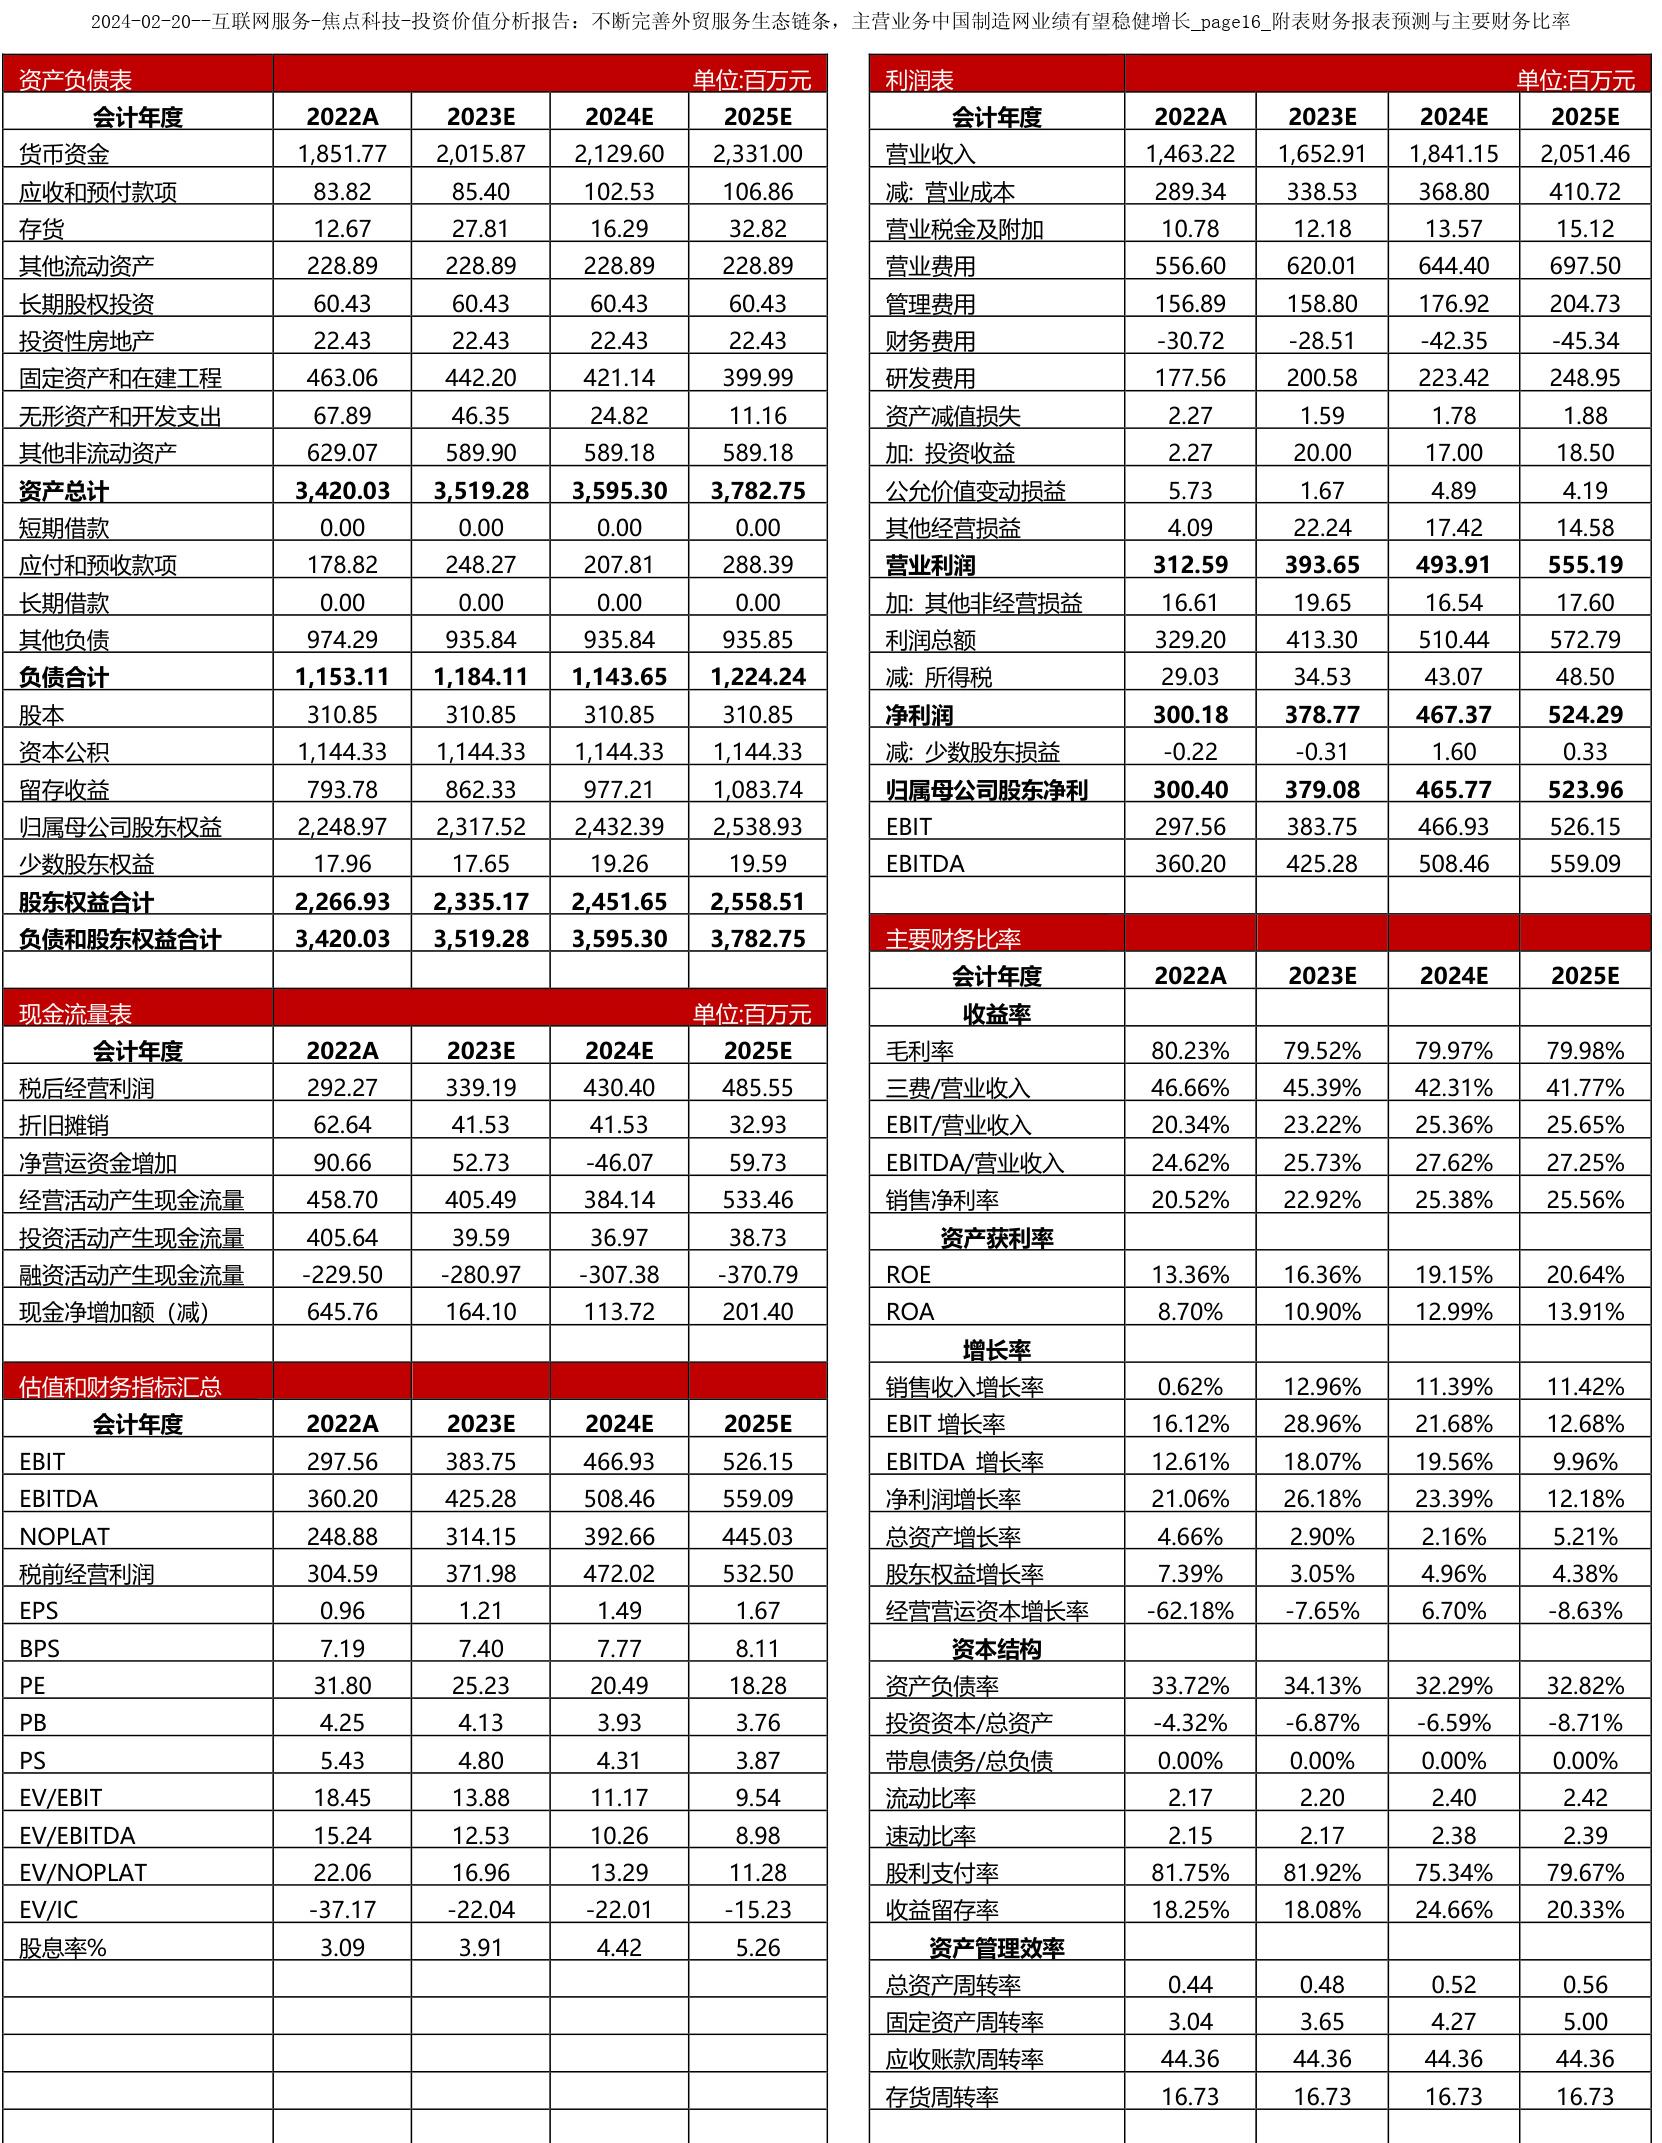 2024-02-20--互联网服务-焦点科技-投资价值分析报告：不断完善外贸服务生态链条，主营业务中国制造网业绩有望稳健增长_page16_附表财务报表预测与主要财务比率
资产负债表 单位:百万元
会计年度 2022A 2023E 2024E 2025E
货币资金 1,851.77 2,015.87 2,129.60 2,331.00
应收和预付款项 83.82 85.40 102.53 106.86
存货 12.67 27.81 16.29 32.82
其他流动资产 228.89 228.89 228.89 228.89
长期股权投资 60.43 60.43 60.43 60.43
投资性房地产 22.43 22.43 22.43 22.43
固定资产和在建工程 463.06 442.20 421.14 399.99
无形资产和开发支出 67.89 46.35 24.82 11.16
其他非流动资产 629.07 589.90 589.18 589.18
资产总计 3,420.03 3,519.28 3,595.30 3,782.75
短期借款 0.00 0.00 0.00 0.00
应付和预收款项 178.82 248.27 207.81 288.39
长期借款 0.00 0.00 0.00 0.00
其他负债 974.29 935.84 935.84 935.85
负债合计 1,153.11 1,184.11 1,143.65 1,224.24
股本 310.85 310.85 310.85 310.85
资本公积 1,144.33 1,144.33 1,144.33 1,144.33
留存收益 793.78 862.33 977.21 1,083.74
归属母公司股东权益 2,248.97 2,317.52 2,432.39 2,538.93
少数股东权益 17.96 17.65 19.26 19.59
股东权益合计 2,266.93 2,335.17 2,451.65 2,558.51
负债和股东权益合计 3,420.03 3,519.28 3,595.30 3,782.75
现金流量表 单位:百万元
会计年度 2022A 2023E 2024E 2025E
税后经营利润 292.27 339.19 430.40 485.55
折旧摊销 62.64 41.53 41.53 32.93
净营运资金增加 90.66 52.73 -46.07 59.73
经营活动产生现金流量 458.70 405.49 384.14 533.46
投资活动产生现金流量 405.64 39.59 36.97 38.73
融资活动产生现金流量 -229.50 -280.97 -307.38 -370.79
现金净增加额（减） 645.76 164.10 113.72 201.40
估值和财务指标汇总
会计年度 2022A 2023E 2024E 2025E
EBIT 297.56 383.75 466.93 526.15
EBITDA 360.20 425.28 508.46 559.09
NOPLAT 248.88 314.15 392.66 445.03
税前经营利润 304.59 371.98 472.02 532.50
EPS 0.96 1.21 1.49 1.67
BPS 7.19 7.40 7.77 8.11
PE 31.80 25.23 20.49 18.28
PB 4.25 4.13 3.93 3.76
PS 5.43 4.80 4.31 3.87
EV/EBIT 18.45 13.88 11.17 9.54
EV/EBITDA 15.24 12.53 10.26 8.98
EV/NOPLAT 22.06 16.96 13.29 11.28
EV/IC -37.17 -22.04 -22.01 -15.23
股息率% 3.09 3.91 4.42 5.26
利润表 单位:百万元
会计年度 2022A 2023E 2024E 2025E
营业收入 1,463.22 1,652.91 1,841.15 2,051.46
减: 营业成本 289.34 338.53 368.80 410.72
营业税金及附加 10.78 12.18 13.57 15.12
营业费用 556.60 620.01 644.40 697.50
管理费用 156.89 158.80 176.92 204.73
财务费用 -30.72 -28.51 -42.35 -45.34
研发费用 177.56 200.58 223.42 248.95
资产减值损失 2.27 1.59 1.78 1.88
加: 投资收益 2.27 20.00 17.00 18.50
公允价值变动损益 5.73 1.67 4.89 4.19
其他经营损益 4.09 22.24 17.42 14.58
营业利润 312.59 393.65 493.91 555.19
加: 其他非经营损益 16.61 19.65 16.54 17.60
利润总额 329.20 413.30 510.44 572.79
减: 所得税 29.03 34.53 43.07 48.50
净利润 300.18 378.77 467.37 524.29
减: 少数股东损益 -0.22 -0.31 1.60 0.33
归属母公司股东净利 300.40 379.08 465.77 523.96
EBIT 297.56 383.75 466.93 526.15
EBITDA 360.20 425.28 508.46 559.09
主要财务比率
会计年度 2022A 2023E 2024E 2025E
收益率
毛利率 80.23% 79.52% 79.97% 79.98%
三费/营业收入 46.66% 45.39% 42.31% 41.77%
EBIT/营业收入 20.34% 23.22% 25.36% 25.65%
EBITDA/营业收入 24.62% 25.73% 27.62% 27.25%
销售净利率 20.52% 22.92% 25.38% 25.56%
资产获利率
ROE 13.36% 16.36% 19.15% 20.64%
ROA 8.70% 10.90% 12.99% 13.91%
增长率
销售收入增长率 0.62% 12.96% 11.39% 11.42%
EBIT 增长率 16.12% 28.96% 21.68% 12.68%
EBITDA 增长率 12.61% 18.07% 19.56% 9.96%
净利润增长率 21.06% 26.18% 23.39% 12.18%
总资产增长率 4.66% 2.90% 2.16% 5.21%
股东权益增长率 7.39% 3.05% 4.96% 4.38%
经营营运资本增长率 -62.18% -7.65% 6.70% -8.63%
资本结构
资产负债率 33.72% 34.13% 32.29% 32.82%
投资资本/总资产 -4.32% -6.87% -6.59% -8.71%
带息债务/总负债 0.00% 0.00% 0.00% 0.00%
流动比率 2.17 2.20 2.40 2.42
速动比率 2.15 2.17 2.38 2.39
股利支付率 81.75% 81.92% 75.34% 79.67%
收益留存率 18.25% 18.08% 24.66% 20.33%
资产管理效率
总资产周转率 0.44 0.48 0.52 0.56
固定资产周转率 3.04 3.65 4.27 5.00
应收账款周转率 44.36 44.36 44.36 44.36
存货周转率 16.73 16.73 16.73 16.73